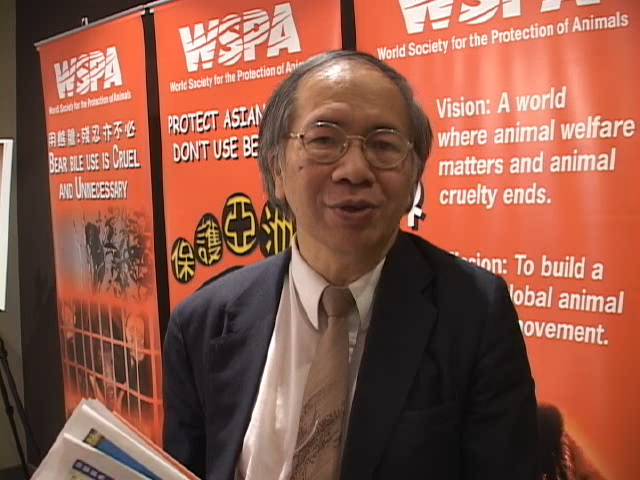 WSPA
World Society for the Protection of Animals
用熊膽:殘忍亦不必
BEAR BILE USE IS CRUEL
AND UNNECESSARY
WSPA
World Society for the Protection of
PROTECT ASIAN
DON'T USE
保護亞洲
WSPA
World Society for the Protection of Animals
Vision: A world
where animal welfare
matters and animal
cruelty ends.
ission: To build a
lobal animal
ovement.